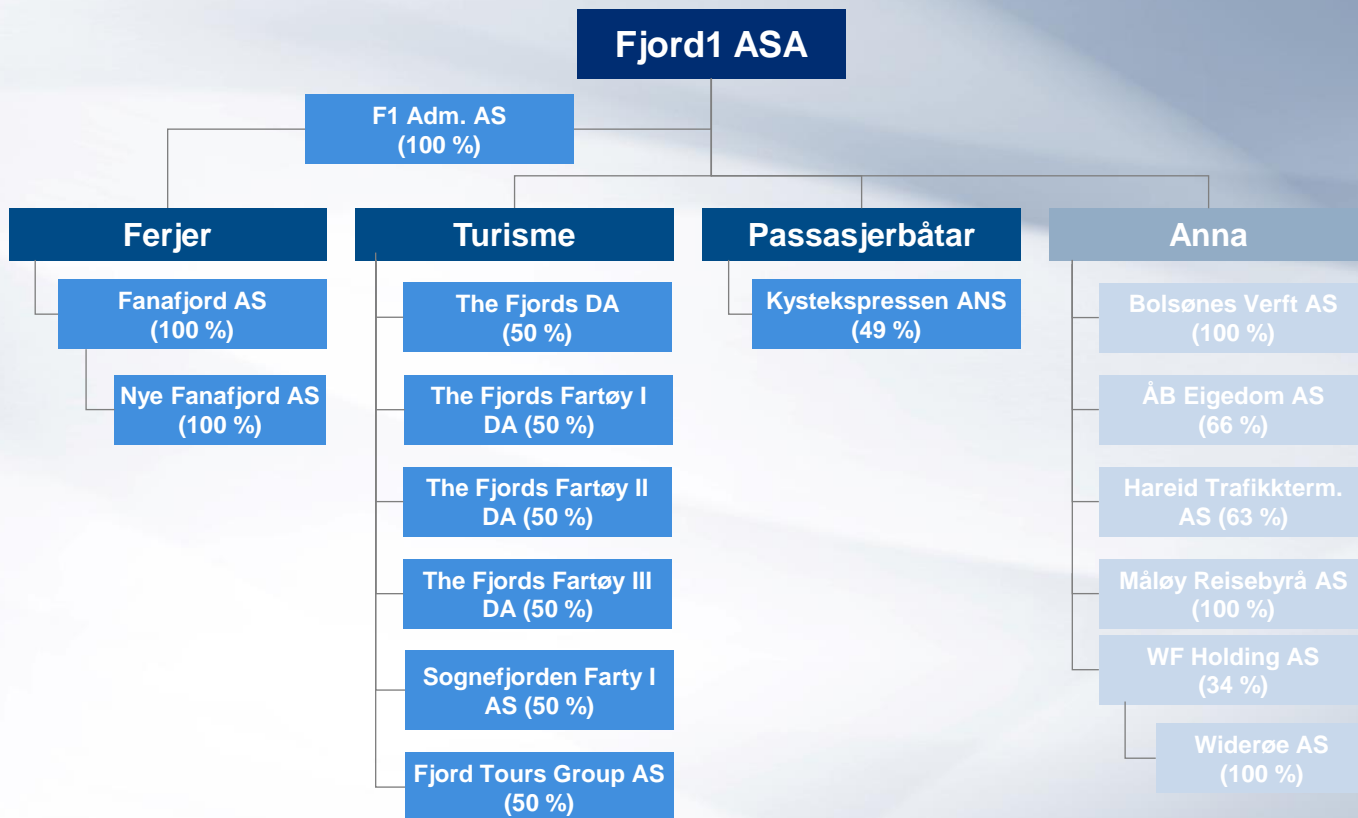 Fjord1 ASA
F1 Adm. AS
(100 %)
Ferjer
Fanafjord AS
(100 %)
Nye Fanafjord AS
(100 %)
Turisme
The Fjords DA
(50 %)
The Fjords Fartøy I
DA (50 %)
The Fjords Fartøy II
DA (50 %)
The Fjords Fartøy III
DA (50 %)
Sognefjorden Farty I
AS (50 %)
Fjord Tours Group AS
(50 %)
Passasjerbåtar
Kystekspressen ANS
(49 %)
Anna
Bolsønes Verft AS
(100 %)
ÅB Eigedom AS
(66 %)
Hareid Trafikkterm.
AS (63 %)
Måløy Reisebyrå AS
(100 %)
WF Holding AS
(34 %)
Widerøe AS
(100 %)